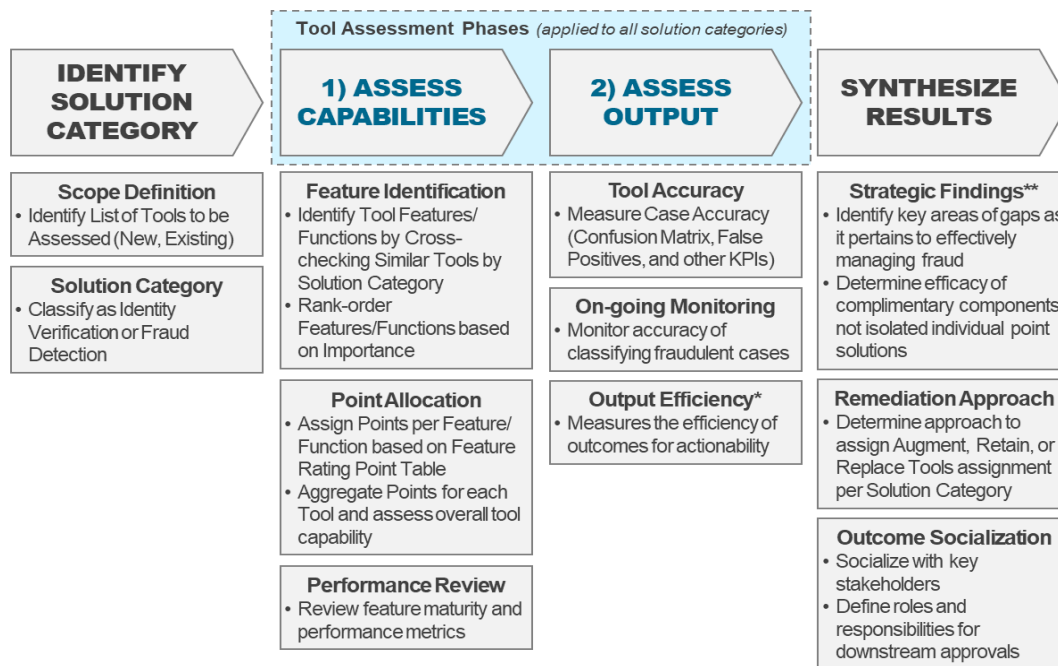 Tool Assessment Phases (applied to all solution categories)
IDENTIFY
SOLUTION
CATEGORY
1) ASSESS
CAPABILITIES
2) ASSESS
OUTPUT
SYNTHESIZE
RESULTS
Scope Definition
• Identify List of Tools to be
Assessed (New, Existing)
Solution Category
• Classify as Identity
Verification or Fraud
Detection
Feature Identification
• Identify Tool Features/
Functions by Cross-
checking Similar Tools by
Solution Category
• Rank-order
Features/Functions based
on Importance
Point Allocation
• Assign Points per Feature/
Function based on Feature
Rating Point Table
• Aggregate Points for each
Tool and assess overall tool
capability
Performance Review
• Review feature maturity and
performance metrics
Tool Accuracy
• Measure Case Accuracy
(Confusion Matrix, False
Positives, and other KPIs)
On-going Monitoring
• Monitor accuracy of
classifying fraudulent cases
Output Efficiency*
• Measures the efficiency of
outcomes for actionability
Strategic Findings**
• Identify key areas of gaps as
it pertains to effectively
managing fraud
• Determine efficacy of
complimentary components
not isolated individual point
solutions
Remediation Approach
• Determine approach to
assign Augment, Retain, or
Replace Tools assignment
per Solution Category
Outcome Socialization
• Socialize with key
stakeholders
• Define roles and
responsibilities for
downstream approvals